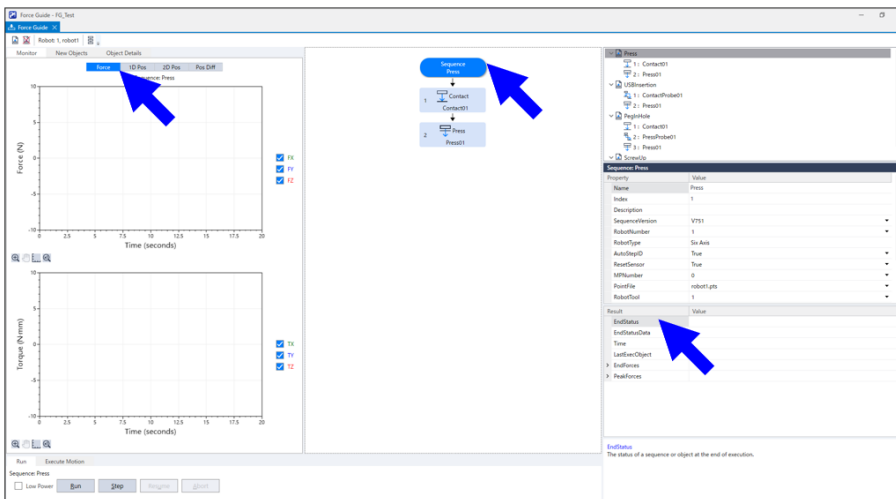 Force Guide - FG_Test
Force Guide
Robot: 1, robot1
Monitor New Objects Object Details
Force 1D Pos 2D Pos Pos Diff
Sequence: Press
10
5
0
-5
-10
0 2.5 5 7.5 10 12.5 15 17.5 20
Force (N)
Time (seconds)
FX
FY
FZ
10
5
0
-5
-10
0 2.5 5 7.5 10 12.5 15 17.5 20
Torque (N·mm)
Time (seconds)
TX
TY
TZ
Run Execute Motion
Sequence: Press
Low Power Run Step Resume Abort
Sequence
Press
1 Contact
Contact01
2 Press
Press01
Press
1: Contact01
2: Press01
USBInsertion
1: ContactProbe01
2: Press01
PegInHole
1: Contact01
2: PressProbe01
3: Press01
ScrewUp
Sequence: Press
Property Value
Name Press
Index 1
Description
SequenceVersion V751
RobotNumber 1
RobotType Six Axis
AutoStepID True
ResetSensor True
MPNumber 0
PointFile robot1.pts
RobotTool 1
Result Value
EndStatus
EndStatusData
Time
LastExecObject
EndForces
PeakForces
EndStatus
The status of a sequence or object at the end of execution.